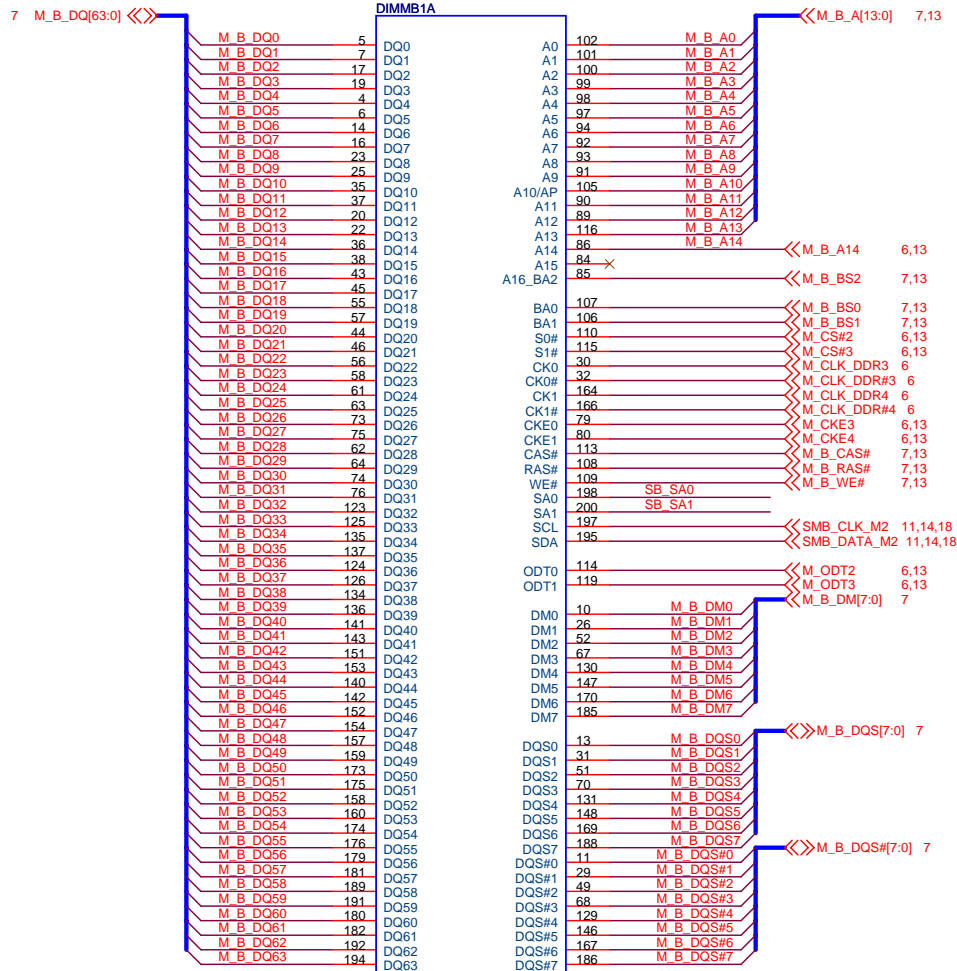 7 M_B_DQ[63:0] DIMMB1A M_B_A[13:0] 7,13
M_B_DQ0 5 DQ0 A0 102 M_B_A0
M_B_DQ1 7 DQ1 A1 101 M_B_A1
M_B_DQ2 17 DQ2 A2 100 M_B_A2
M_B_DQ3 19 DQ3 A3 99 M_B_A3
M_B_DQ4 4 DQ4 A4 98 M_B_A4
M_B_DQ5 6 DQ5 A5 97 M_B_A5
M_B_DQ6 14 DQ6 A6 94 M_B_A6
M_B_DQ7 16 DQ7 A7 92 M_B_A7
M_B_DQ8 23 DQ8 A8 93 M_B_A8
M_B_DQ9 25 DQ9 A9 91 M_B_A9
M_B_DQ10 35 DQ10 A10/AP 105 M_B_A10
M_B_DQ11 37 DQ11 A11 90 M_B_A11
M_B_DQ12 20 DQ12 A12 89 M_B_A12
M_B_DQ13 22 DQ13 A13 116 M_B_A13
M_B_DQ14 36 DQ14 A14 86 M_B_A14 M_B_A14 6,13
M_B_DQ15 38 DQ15 A15 84
M_B_DQ16 43 DQ16 A16_BA2 85 M_B_BS2 7,13
M_B_DQ17 45 DQ17
M_B_DQ18 55 DQ18 BA0 107 M_B_BS0 7,13
M_B_DQ19 57 DQ19 BA1 106 M_B_BS1 7,13
M_B_DQ20 44 DQ20 S0# 110 M_CS#2 6,13
M_B_DQ21 46 DQ21 S1# 115 M_CS#3 6,13
M_B_DQ22 56 DQ22 CK0 30 M_CLK_DDR3 6
M_B_DQ23 58 DQ23 CK0# 32 M_CLK_DDR#3 6
M_B_DQ24 61 DQ24 CK1 164 M_CLK_DDR4 6
M_B_DQ25 63 DQ25 CK1# 166 M_CLK_DDR#4 6
M_B_DQ26 73 DQ26 CKE0 79 M_CKE3 6,13
M_B_DQ27 75 DQ27 CKE1 80 M_CKE4 6,13
M_B_DQ28 62 DQ28 CAS# 113 M_B_CAS# 7,13
M_B_DQ29 64 DQ29 RAS# 108 M_B_RAS# 7,13
M_B_DQ30 74 DQ30 WE# 109 M_B_WE# 7,13
M_B_DQ31 76 DQ31 SA0 198 SB_SA0
M_B_DQ32 123 DQ32 SA1 200 SB_SA1
M_B_DQ33 125 DQ33 SCL 197 SMB_CLK_M2 11,14,18
M_B_DQ34 135 DQ34 SDA 195 SMB_DATA_M2 11,14,18
M_B_DQ35 137 DQ35
M_B_DQ36 124 DQ36 ODT0 114 M_ODT2 6,13
M_B_DQ37 126 DQ37 ODT1 119 M_ODT3 6,13
M_B_DQ38 134 DQ38 M_B_DM[7:0] 7
M_B_DQ39 136 DQ39 DM0 10 M_B_DM0
M_B_DQ40 141 DQ40 DM1 26 M_B_DM1
M_B_DQ41 143 DQ41 DM2 52 M_B_DM2
M_B_DQ42 151 DQ42 DM3 67 M_B_DM3
M_B_DQ43 153 DQ43 DM4 130 M_B_DM4
M_B_DQ44 140 DQ44 DM5 147 M_B_DM5
M_B_DQ45 142 DQ45 DM6 170 M_B_DM6
M_B_DQ46 152 DQ46 DM7 185 M_B_DM7
M_B_DQ47 154 DQ47 M_B_DQS[7:0] 7
M_B_DQ48 157 DQ48 DQS0 13 M_B_DQS0
M_B_DQ49 159 DQ49 DQS1 31 M_B_DQS1
M_B_DQ50 173 DQ50 DQS2 51 M_B_DQS2
M_B_DQ51 175 DQ51 DQS3 70 M_B_DQS3
M_B_DQ52 158 DQ52 DQS4 131 M_B_DQS4
M_B_DQ53 160 DQ53 DQS5 148 M_B_DQS5
M_B_DQ54 174 DQ54 DQS6 169 M_B_DQS6
M_B_DQ55 176 DQ55 DQS7 188 M_B_DQS7 M_B_DQS#[7:0] 7
M_B_DQ56 179 DQ56 DQS#0 11 M_B_DQS#0
M_B_DQ57 181 DQ57 DQS#1 29 M_B_DQS#1
M_B_DQ58 189 DQ58 DQS#2 49 M_B_DQS#2
M_B_DQ59 191 DQ59 DQS#3 68 M_B_DQS#3
M_B_DQ60 180 DQ60 DQS#4 129 M_B_DQS#4
M_B_DQ61 182 DQ61 DQS#5 146 M_B_DQS#5
M_B_DQ62 192 DQ62 DQS#6 167 M_B_DQS#6
M_B_DQ63 194 DQ63 DQS#7 186 M_B_DQS#7